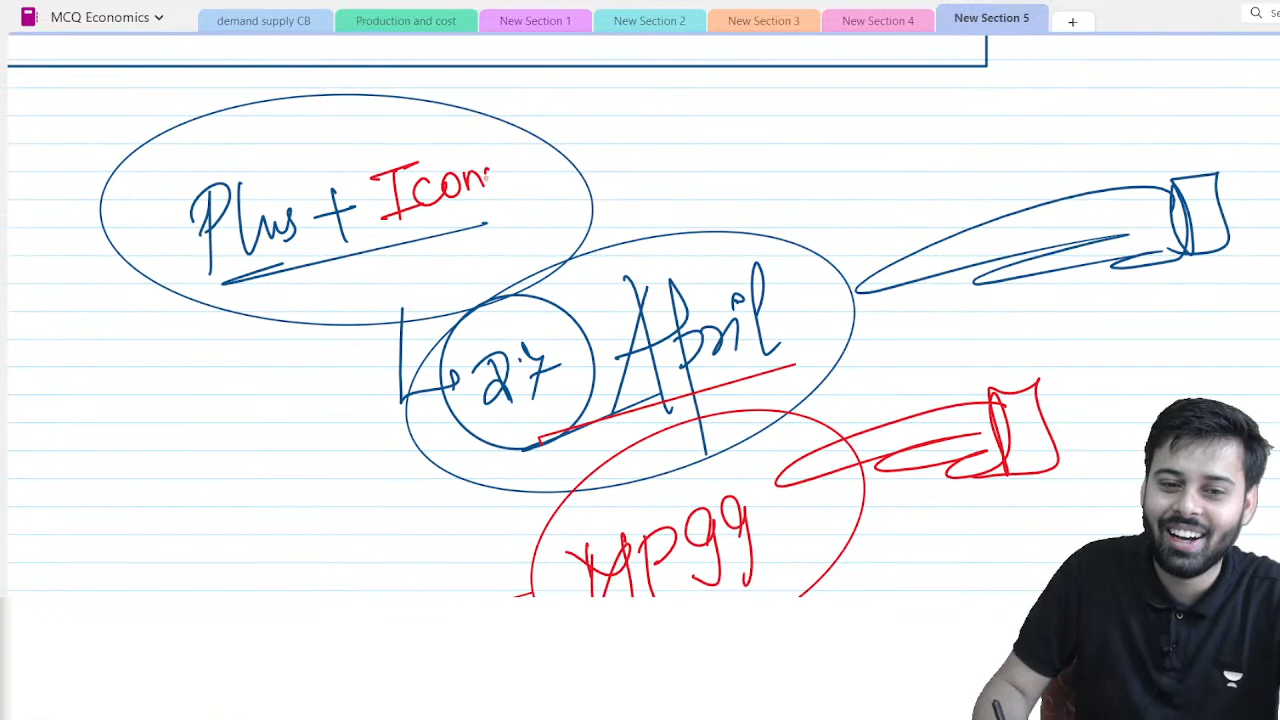 MCQ Economics
demand supply CB
Production and cost
New Section 1
New Section 2
New Section 3
New Section 4
New Section 5
+
Plus + Icon
27 April